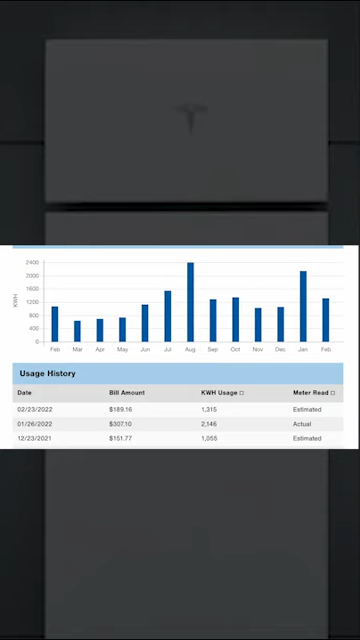 2400
2000
1600
1200
800
400
0
KWH
Feb Mar Apr May Jun Jul Aug Sep Oct Nov Dec Jan Feb
Usage History
Date Bill Amount KWH Usage Meter Read
02/23/2022 $189.16 1,315 Estimated
01/26/2022 $307.10 2,146 Actual
12/23/2021 $151.77 1,055 Estimated